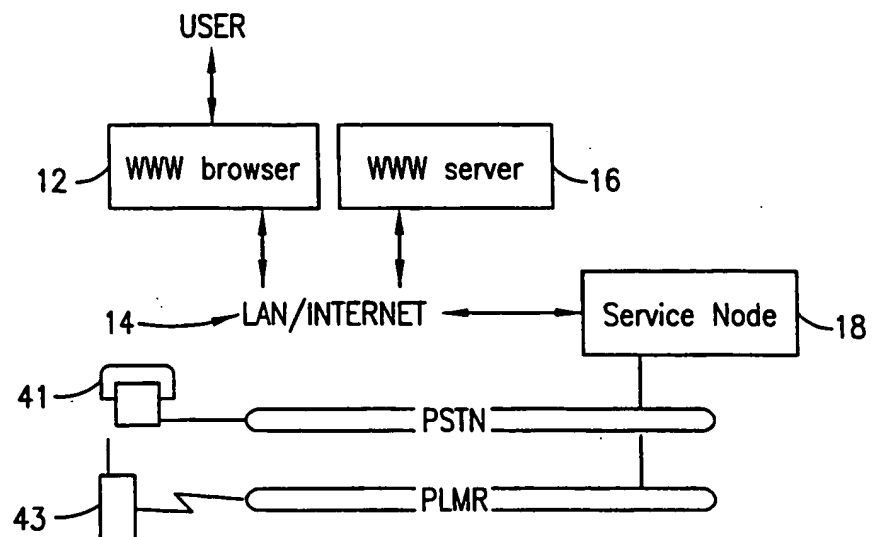 USER
12
WWW browser
WWW server
16
14
LAN/INTERNET
Service Node
18
41
PSTN
43
PLMR